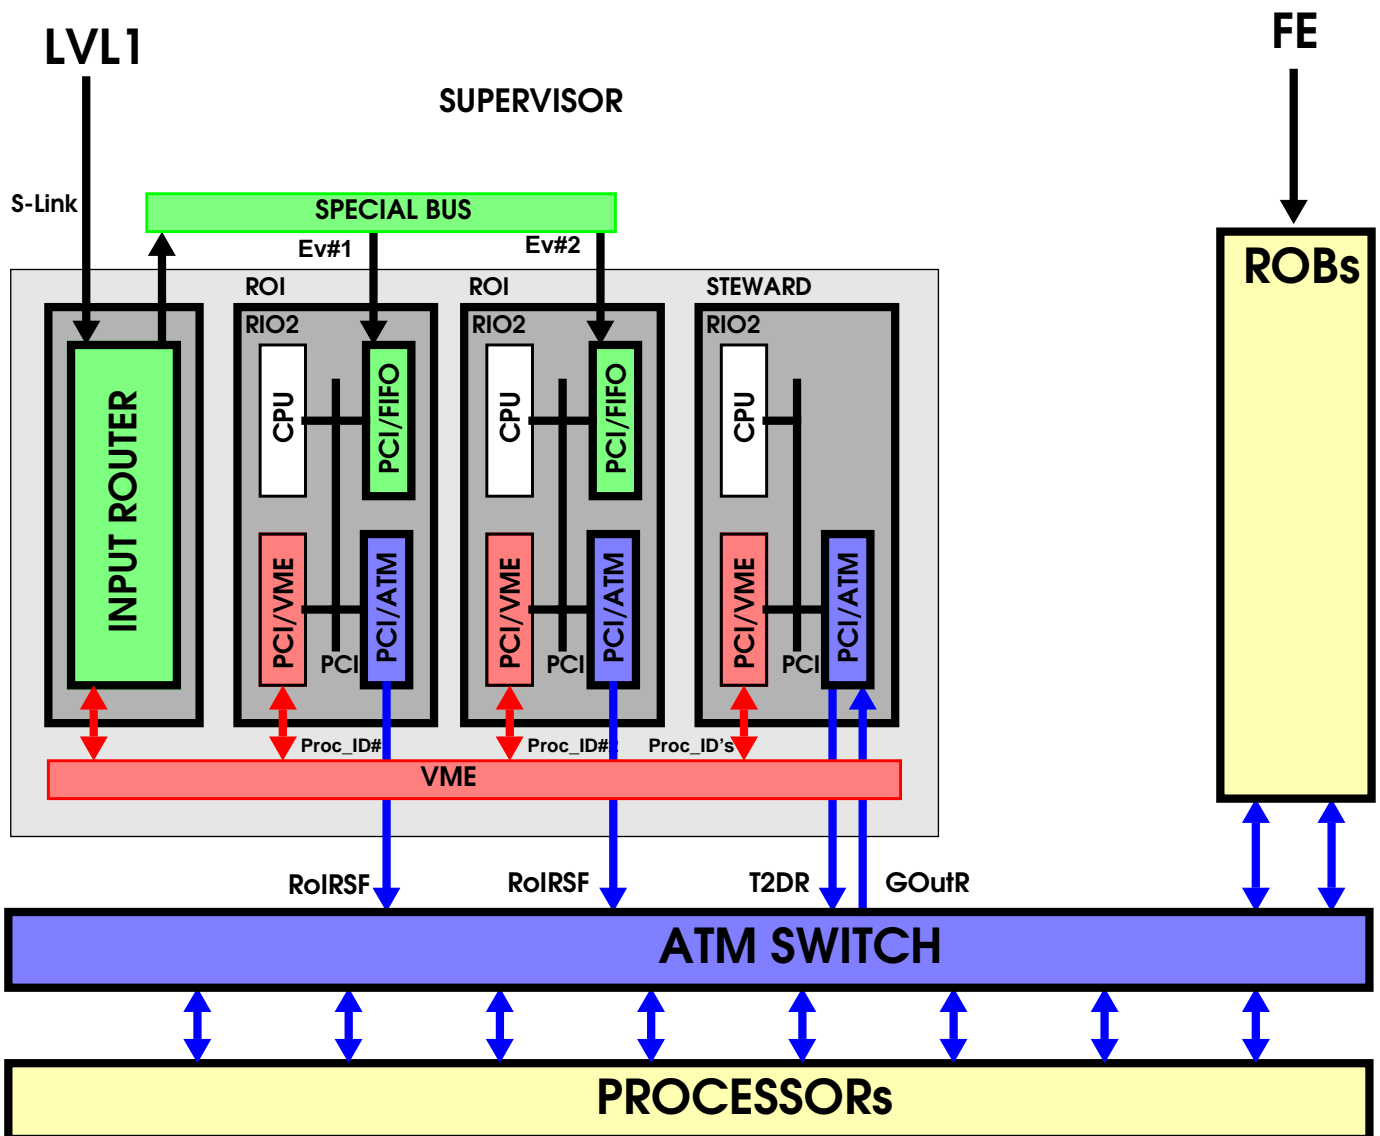 LVL1
FE
SUPERVISOR
S-Link
SPECIAL BUS
Ev#1
Ev#2
ROBs
ROI
ROI
STEWARD
RIO2
RIO2
RIO2
INPUT ROUTER
CPU
PCI/FIFO
CPU
PCI/FIFO
CPU
PCI/VME
PCI/ATM
PCI/VME
PCI/ATM
PCI/VME
PCI/ATM
PCI
PCI
PCI
Proc_ID#
Proc_ID#2
Proc_ID's
VME
RoIRSF
RoIRSF
T2DR
GOutR
ATM SWITCH
PROCESSORs